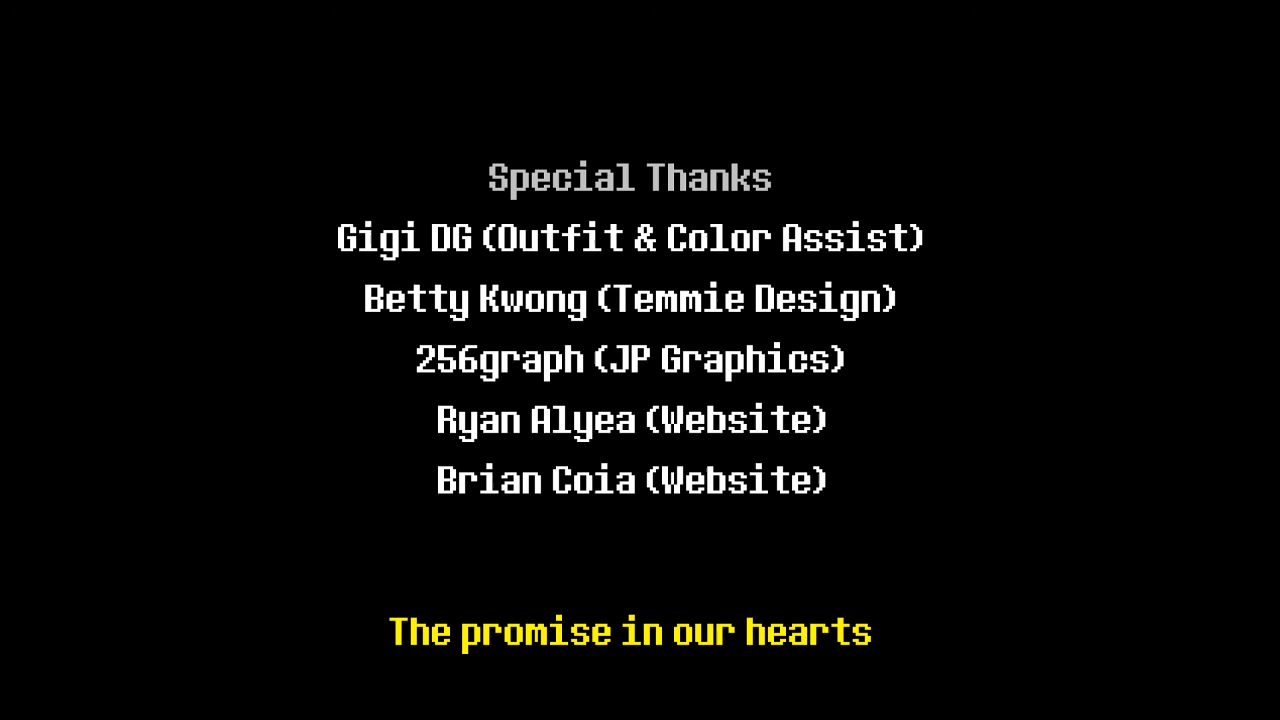 Special Thanks
Gigi DG (Outfit & Color Assist)
Betty Kwong (Temmie Design)
256graph (JP Graphics)
Ryan Alyea (Website)
Brian Coia (Website)
The promise in our hearts